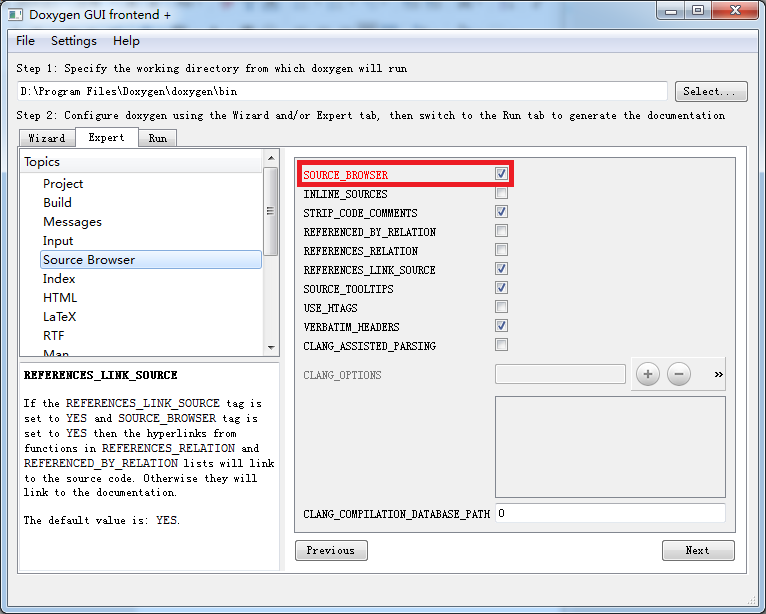 Doxygen GUI frontend +
File Settings Help
Step 1: Specify the working directory from which doxygen will run
D:\Program Files\Doxygen\doxygen\bin
Select...
Step 2: Configure doxygen using the Wizard and/or Expert tab, then switch to the Run tab to generate the documentation
Wizard Expert Run
Topics
Project
Build
Messages
Input
Source Browser
Index
HTML
LaTeX
RTF
Man
REFERENCES_LINK_SOURCE
If the REFERENCES_LINK_SOURCE tag is
set to YES and SOURCE_BROWSER tag is
set to YES then the hyperlinks from
functions in REFERENCES_RELATION and
REFERENCED_BY_RELATION lists will link
to the source code. Otherwise they will
link to the documentation.
The default value is: YES.
SOURCE_BROWSER
INLINE_SOURCES
STRIP_CODE_COMMENTS
REFERENCED_BY_RELATION
REFERENCES_RELATION
REFERENCES_LINK_SOURCE
SOURCE_TOOLTIPS
USE_HTAGS
VERBATIM_HEADERS
CLANG_ASSISTED_PARSING
CLANG_OPTIONS
CLANG_COMPILATION_DATABASE_PATH 0
Previous Next